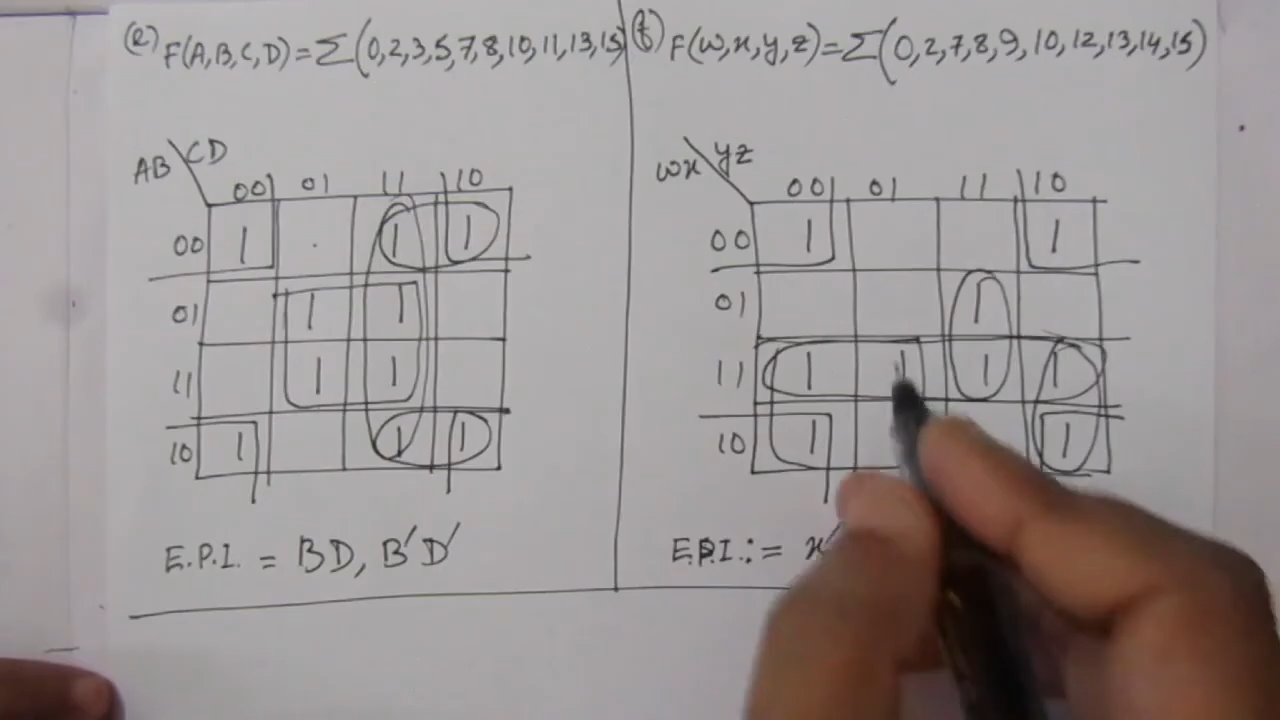 (e) F(A,B,C,D) = Σ(0,2,3,5,7,8,10,11,13,15)
AB CD
00 01 11 10
00 1 1 1
01 1 1
11 1 1
10 1 1 1
E.P.I. = BD, B′D′
(f) F(w,x,y,z) = Σ(0,2,7,8,9,10,12,13,14,15)
wx yz
00 01 11 10
00 1 1
01 1
11 1 1 1 1
10 1 1
E.P.I. := x′